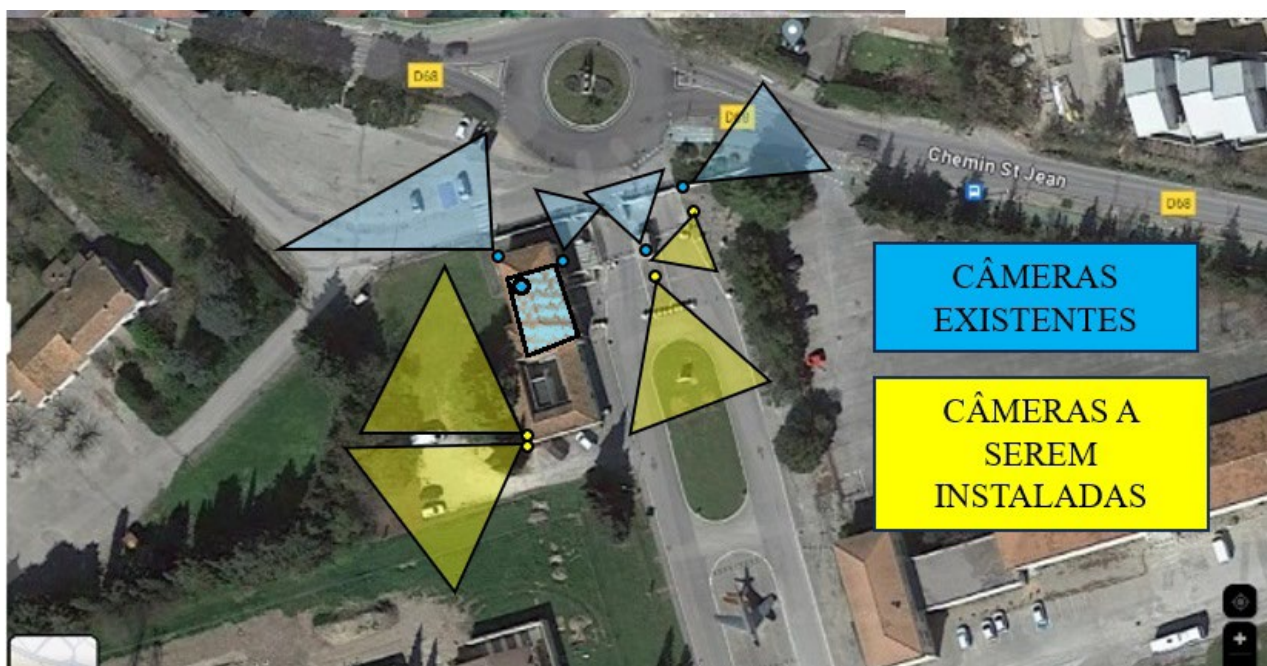 D68
D68
Chemin St Jean
D68
CÂMERAS
EXISTENTES
CÂMERAS A
SEREM
INSTALADAS
+